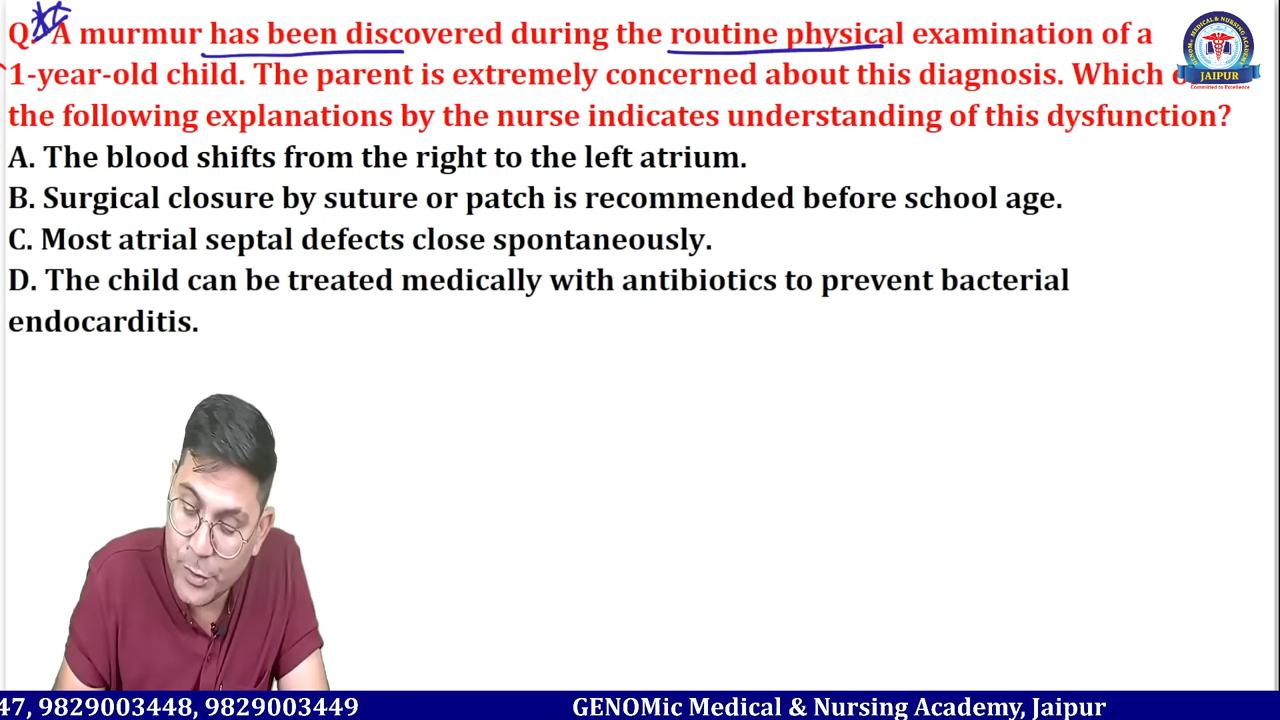 Q. A murmur has been discovered during the routine physical examination of a
1-year-old child. The parent is extremely concerned about this diagnosis. Which
the following explanations by the nurse indicates understanding of this dysfunction?
A. The blood shifts from the right to the left atrium.
B. Surgical closure by suture or patch is recommended before school age.
C. Most atrial septal defects close spontaneously.
D. The child can be treated medically with antibiotics to prevent bacterial
endocarditis.
JAIPUR
Committed to Excellence
47, 9829003448, 9829003449 GENOMic Medical & Nursing Academy, Jaipur